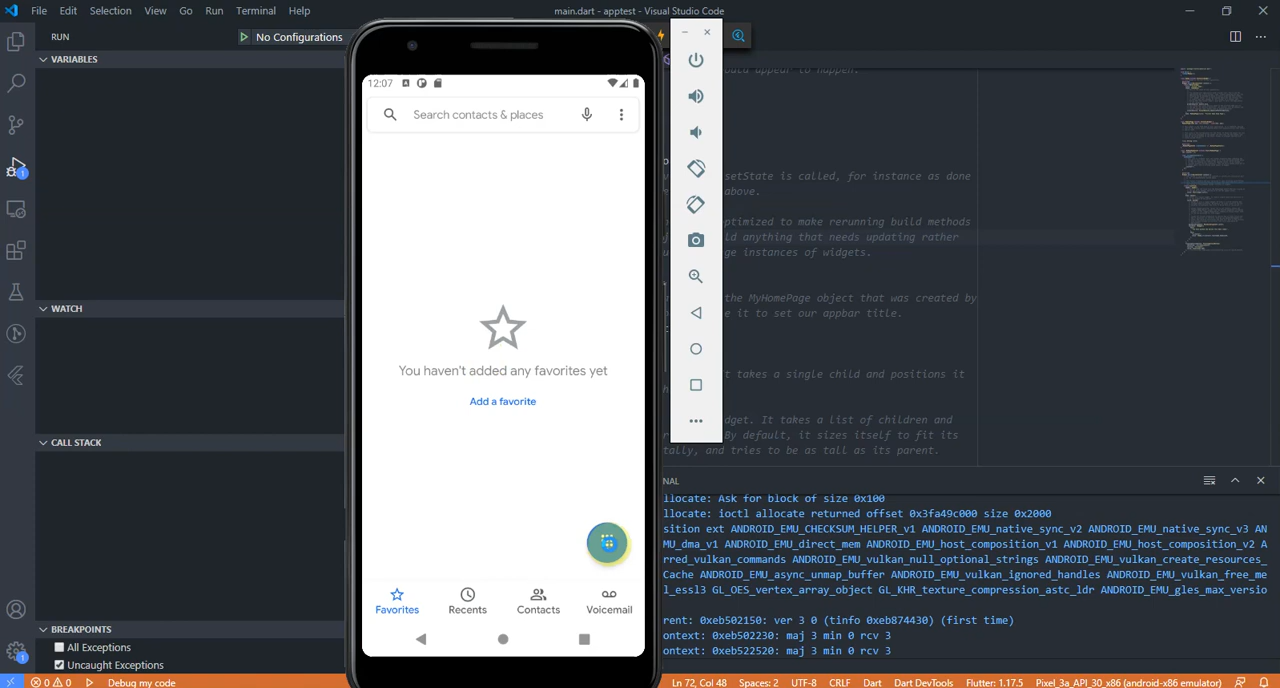 File Edit Selection View Go Run Terminal Help
main.dart - apptest - Visual Studio Code
RUN
No Configurations
VARIABLES
WATCH
CALL STACK
BREAKPOINTS
All Exceptions
Uncaught Exceptions
1
1
12:07
Search contacts & places
You haven't added any favorites yet
Add a favorite
Favorites Recents Contacts Voicemail
appear to happen.
setState is called, for instance as done
above.
optimized to make rerunning build methods
anything that needs updating rather
instances of widgets.
the MyHomePage object that was created by
it to set our appbar title.
takes a single child and positions it
It takes a list of children and
By default, it sizes itself to fit its
and tries to be as tall as its parent.
NAL
llocate: Ask for block of size 0x100
llocate: ioctl allocate returned offset 0x3fa49c000 size 0x2000
sition ext ANDROID_EMU_CHECKSUM_HELPER_v1 ANDROID_EMU_native_sync_v2 ANDROID_EMU_native_sync_v3 AN
MU_dma_v1 ANDROID_EMU_direct_mem ANDROID_EMU_host_composition_v1 ANDROID_EMU_host_composition_v2 A
rred_vulkan_commands ANDROID_EMU_vulkan_null_optional_strings ANDROID_EMU_vulkan_create_resources_
Cache ANDROID_EMU_async_unmap_buffer ANDROID_EMU_vulkan_ignored_handles ANDROID_EMU_vulkan_free_me
l_essl3 GL_OES_vertex_array_object GL_KHR_texture_compression_astc_ldr ANDROID_EMU_gles_max_versio
rent: 0xeb502150: ver 3 0 (tinfo 0xeb874430) (first time)
ontext: 0xeb502230: maj 3 min 0 rcv 3
ontext: 0xeb522520: maj 3 min 0 rcv 3
0 0 Debug my code
Ln 72, Col 48 Spaces: 2 UTF-8 CRLF Dart Dart DevTools Flutter: 1.17.5 Pixel_3a_API_30_x86 (android-x86 emulator)